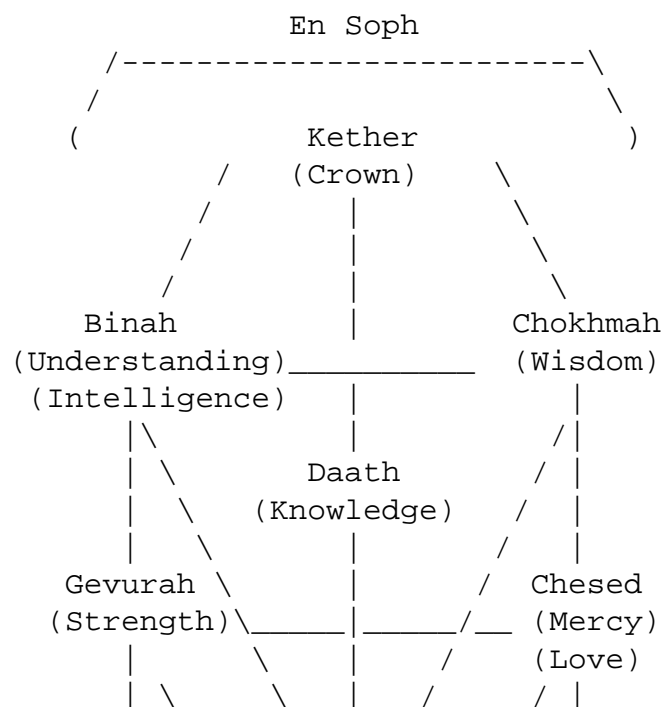 En Soph
Kether
(Crown)
Binah Chokhmah
(Understanding) (Wisdom)
(Intelligence)
Daath
(Knowledge)
Gevurah Chesed
(Strength) (Mercy)
(Love)